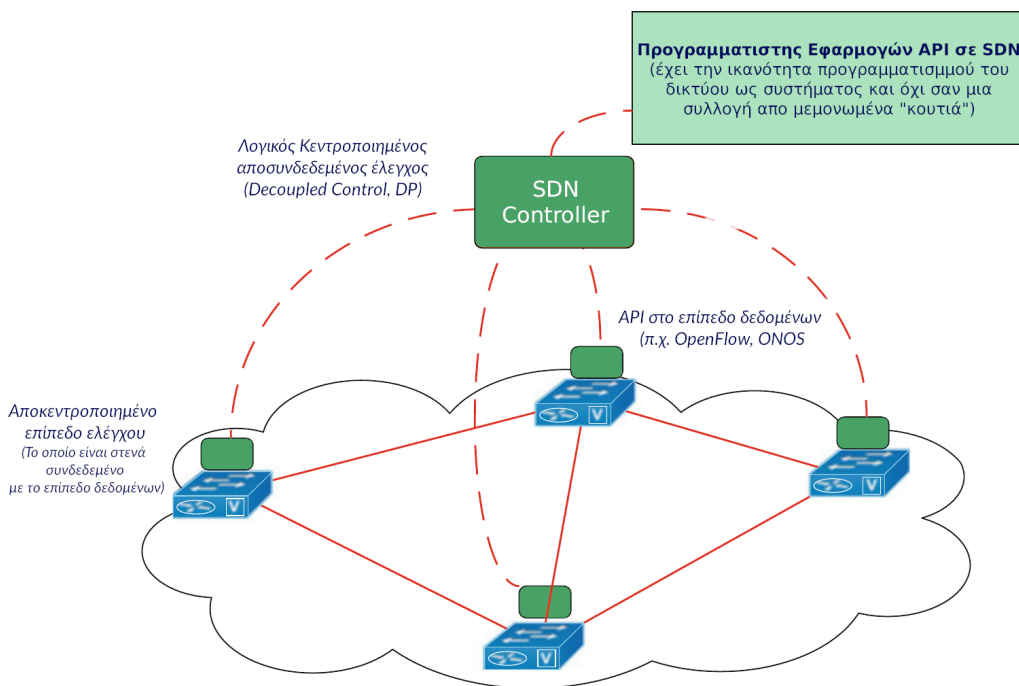 Προγραμματιστης Εφαρμογών API σε SDN
(έχει την ικανότητα προγραμματισμμού του
δικτύου ως συστήματος και όχι σαν μια
συλλογή απο μεμονωμένα "κουτιά")
Λογικός Κεντροποιημένος
αποσυνδεδεμένος έλεγχος
(Decoupled Control, DP)
SDN
Controller
API στο επίπεδο δεδομένων
(π.χ. OpenFlow, ONOS
Αποκεντροποιημένο
επίπεδο ελέγχου
(Το οποίο είναι στενά
συνδεδεμένο
με το επίπεδο δεδομένων)
V
V
V
V